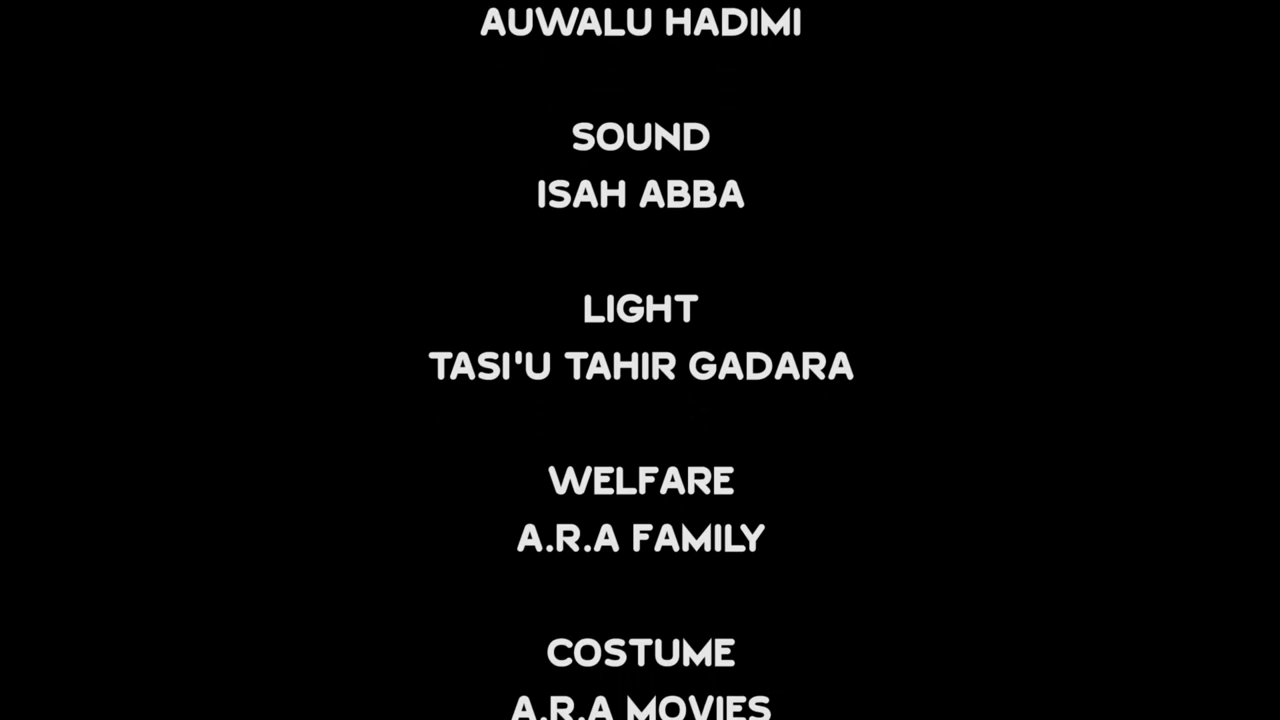 AUWALU HADIMI
SOUND
ISAH ABBA
LIGHT
TASI'U TAHIR GADARA
WELFARE
A.R.A FAMILY
COSTUME
A.R.A MOVIES